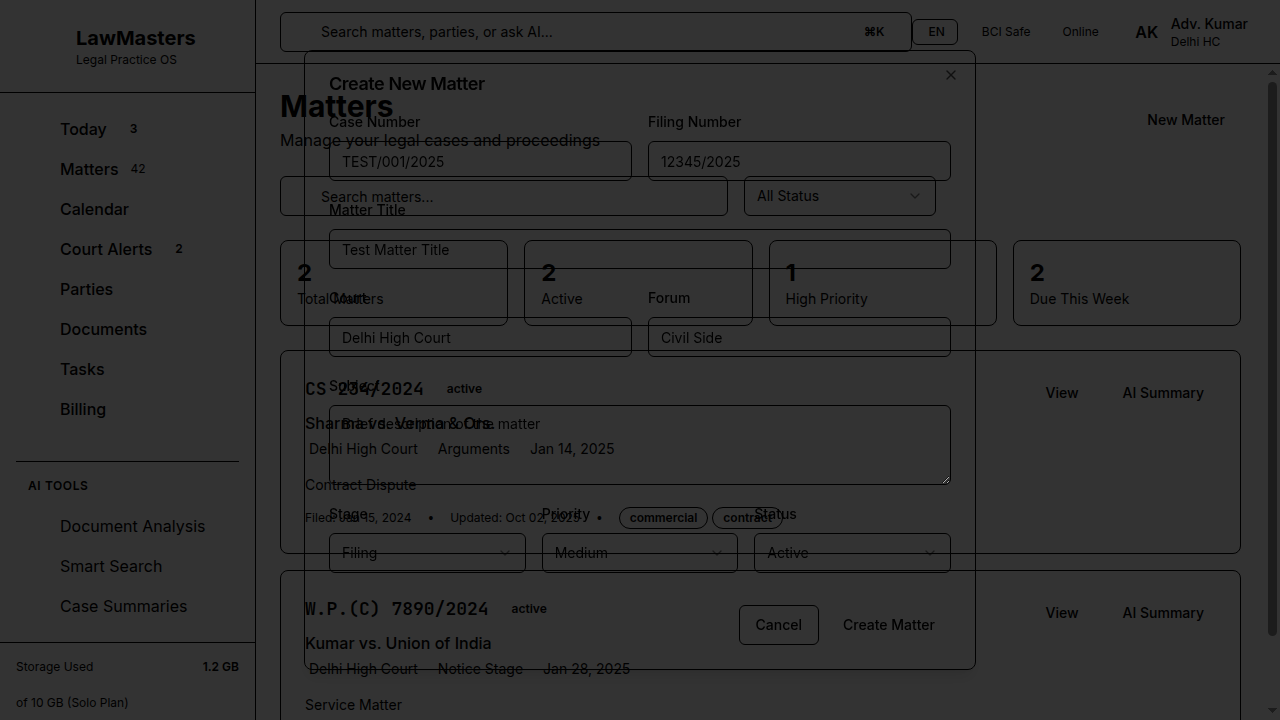 LawMasters
Legal Practice OS
Today 3
Matters 42
Calendar
Court Alerts 2
Parties
Documents
Tasks
Billing
AI TOOLS
Document Analysis
Smart Search
Case Summaries
Storage Used 1.2 GB
of 10 GB (Solo Plan)
Search matters, parties, or ask AI... ⌘K
EN
BCI Safe
Online
AK
Adv. Kumar
Delhi HC
Matters
Manage your legal cases and proceedings
New Matter
Search matters...
All Status
2
Total Matters
2
Active
1
High Priority
2
Due This Week
CS 234/2024 active
View AI Summary
Sharma vs. Verma & Ors.
Delhi High Court Arguments Jan 14, 2025
Contract Dispute
Filed: Jan 15, 2024 • Updated: Oct 02, 2025 • commercial contract
W.P.(C) 7890/2024 active
View AI Summary
Kumar vs. Union of India
Delhi High Court Notice Stage Jan 28, 2025
Service Matter
Create New Matter
Case Number Filing Number
TEST/001/2025 12345/2025
Matter Title
Test Matter Title
Court Forum
Delhi High Court Civil Side
Subject
Brief description of the matter
Stage Priority Status
Filing Medium Active
Cancel Create Matter